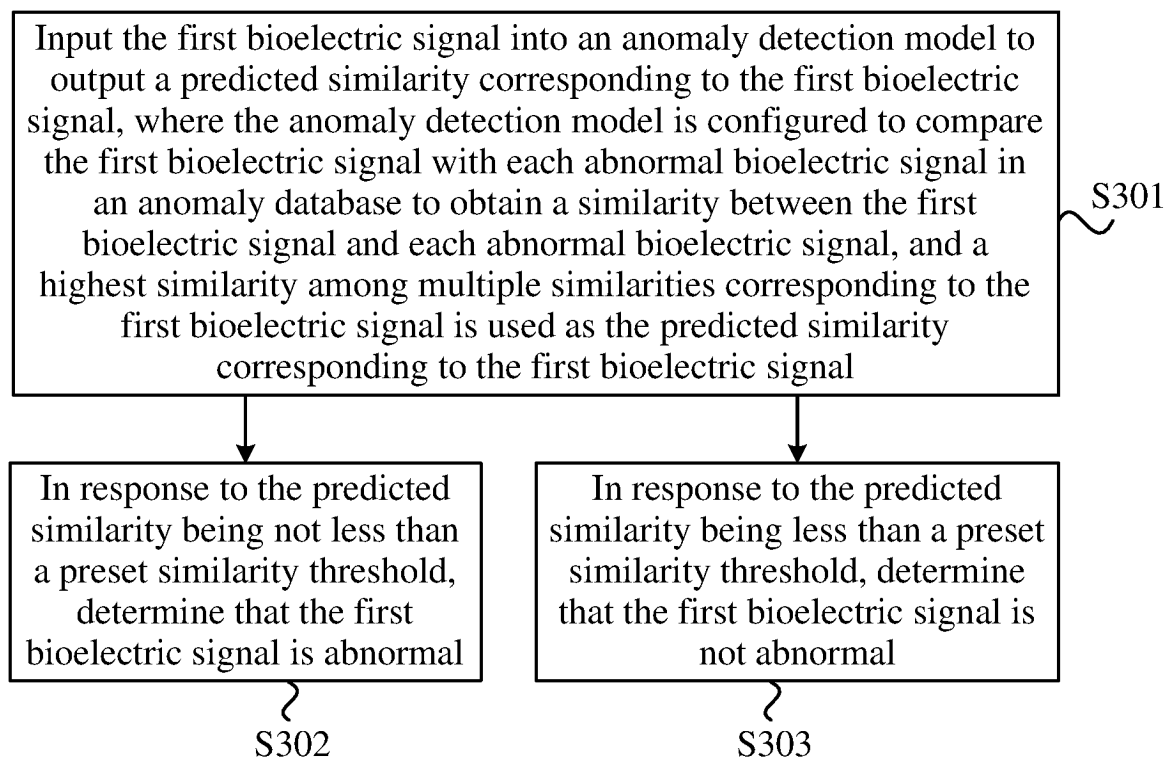 Input the first bioelectric signal into an anomaly detection model to
output a predicted similarity corresponding to the first bioelectric
signal, where the anomaly detection model is configured to compare
the first bioelectric signal with each abnormal bioelectric signal in
an anomaly database to obtain a similarity between the first
bioelectric signal and each abnormal bioelectric signal, and a
highest similarity among multiple similarities corresponding to the
first bioelectric signal is used as the predicted similarity
corresponding to the first bioelectric signal
S301
In response to the predicted
similarity being not less than
a preset similarity threshold,
determine that the first
bioelectric signal is abnormal
S302
In response to the predicted
similarity being less than a preset
similarity threshold, determine
that the first bioelectric signal is
not abnormal
S303